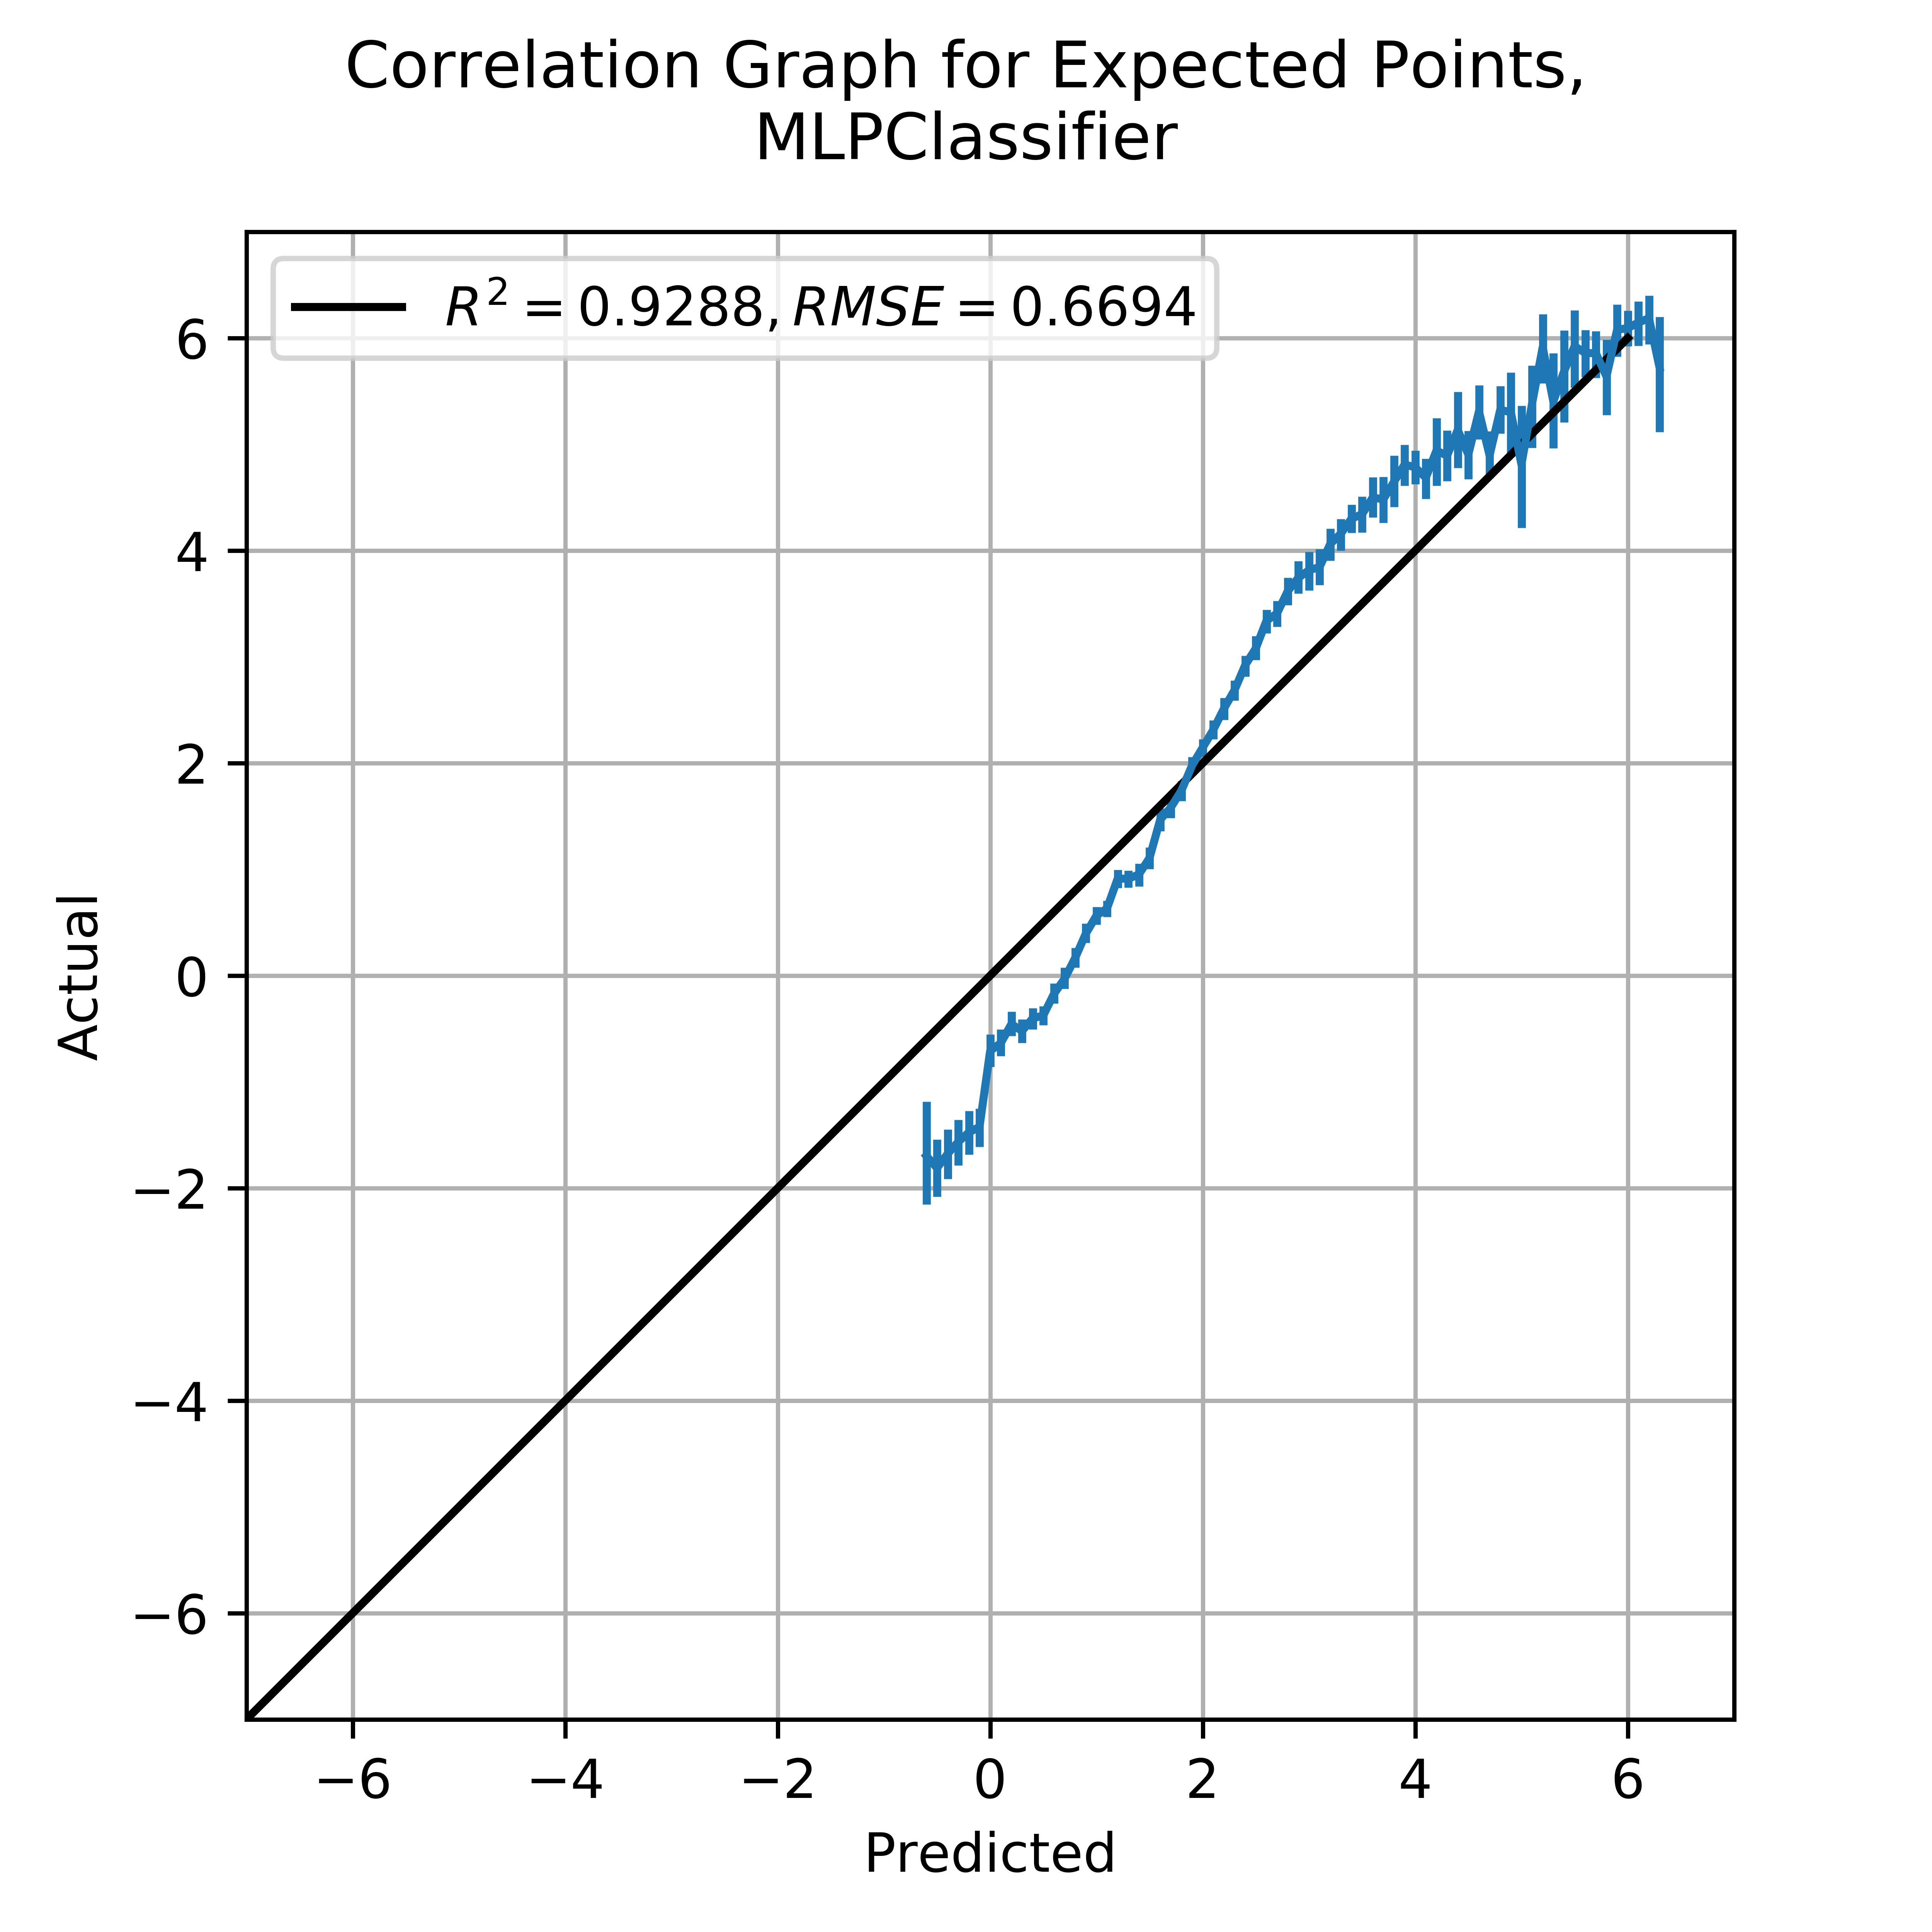 Correlation Graph for Expected Points,
MLPClassifier
R² = 0.9288, RMSE = 0.6694
6
4
2
0
−2
−4
−6
Actual
−6 −4 −2 0 2 4 6
Predicted